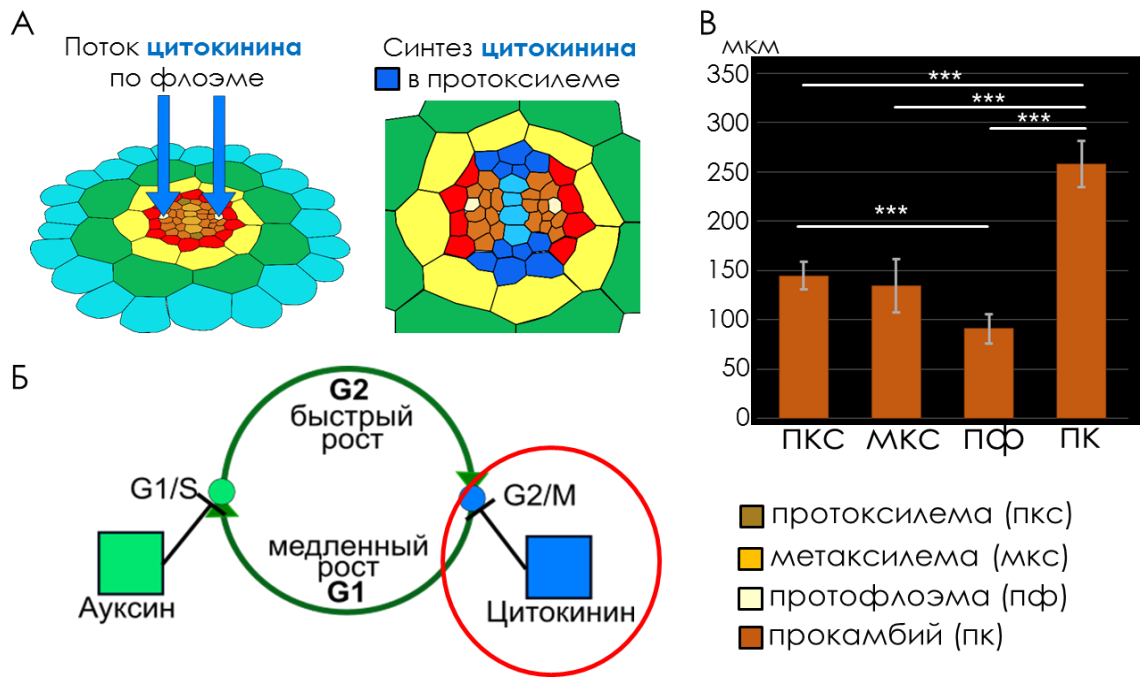 А
Поток цитокинина
по флоэме
Синтез цитокинина
в протоксилеме
Б
G2
быстрый
рост
G1/S
G2/M
медленный
рост
G1
Ауксин
Цитокинин
В
мкм
350
300
250
200
150
100
50
0
***
***
***
***
пкс
мкс
пф
пк
протоксилема (пкс)
метаксилема (мкс)
протофлоэма (пф)
прокамбий (пк)